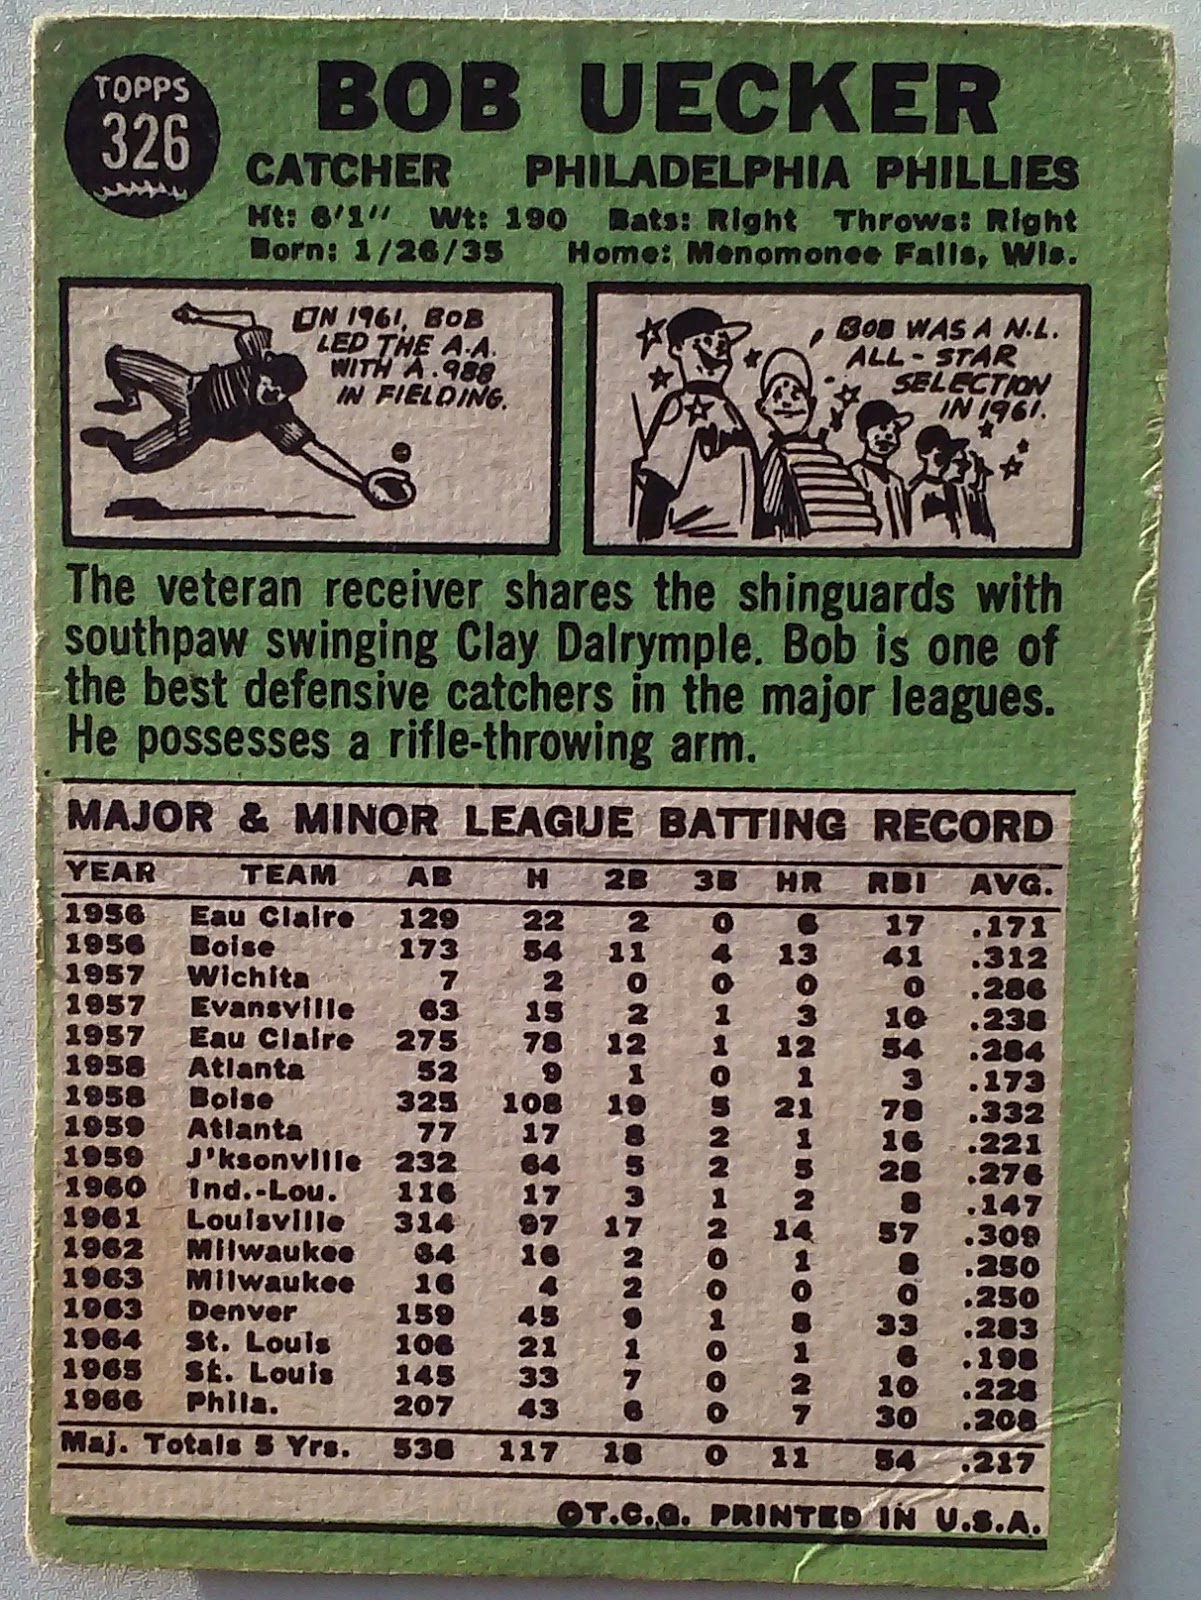 TOPPS
326
BOB UECKER
CATCHER PHILADELPHIA PHILLIES
Ht: 6'1" Wt: 190 Bats: Right Throws: Right
Born: 1/26/35 Home: Menomonee Falls, Wis.
IN 1961, BOB
LED THE A.A.
WITH A .988
IN FIELDING.
BOB WAS A N.L.
ALL-STAR
SELECTION
IN 1961.
The veteran receiver shares the shinguards with
southpaw swinging Clay Dalrymple. Bob is one of
the best defensive catchers in the major leagues.
He possesses a rifle-throwing arm.
MAJOR & MINOR LEAGUE BATTING RECORD
YEAR TEAM AB H 2B 3B HR RBI AVG.
1956 Eau Claire 129 22 2 0 6 17 .171
1956 Boise 173 54 11 4 13 41 .312
1957 Wichita 7 2 0 0 0 0 .286
1957 Evansville 63 15 2 1 3 10 .238
1957 Eau Claire 275 78 12 1 12 54 .284
1958 Atlanta 52 9 1 0 1 3 .173
1958 Boise 325 108 19 5 21 78 .332
1959 Atlanta 77 17 8 2 1 16 .221
1959 J'ksonville 232 64 5 2 5 28 .276
1960 Ind.-Lou. 116 17 3 1 2 8 .147
1961 Louisville 314 97 17 2 14 57 .309
1962 Milwaukee 64 16 2 0 1 8 .250
1963 Milwaukee 16 4 2 0 0 0 .250
1963 Denver 159 45 9 1 8 33 .283
1964 St. Louis 106 21 1 0 1 6 .198
1965 St. Louis 145 33 7 0 2 10 .228
1966 Phila. 207 43 6 0 7 30 .208
Maj. Totals 5 Yrs. 538 117 18 0 11 54 .217
©T.C.G. PRINTED IN U.S.A.